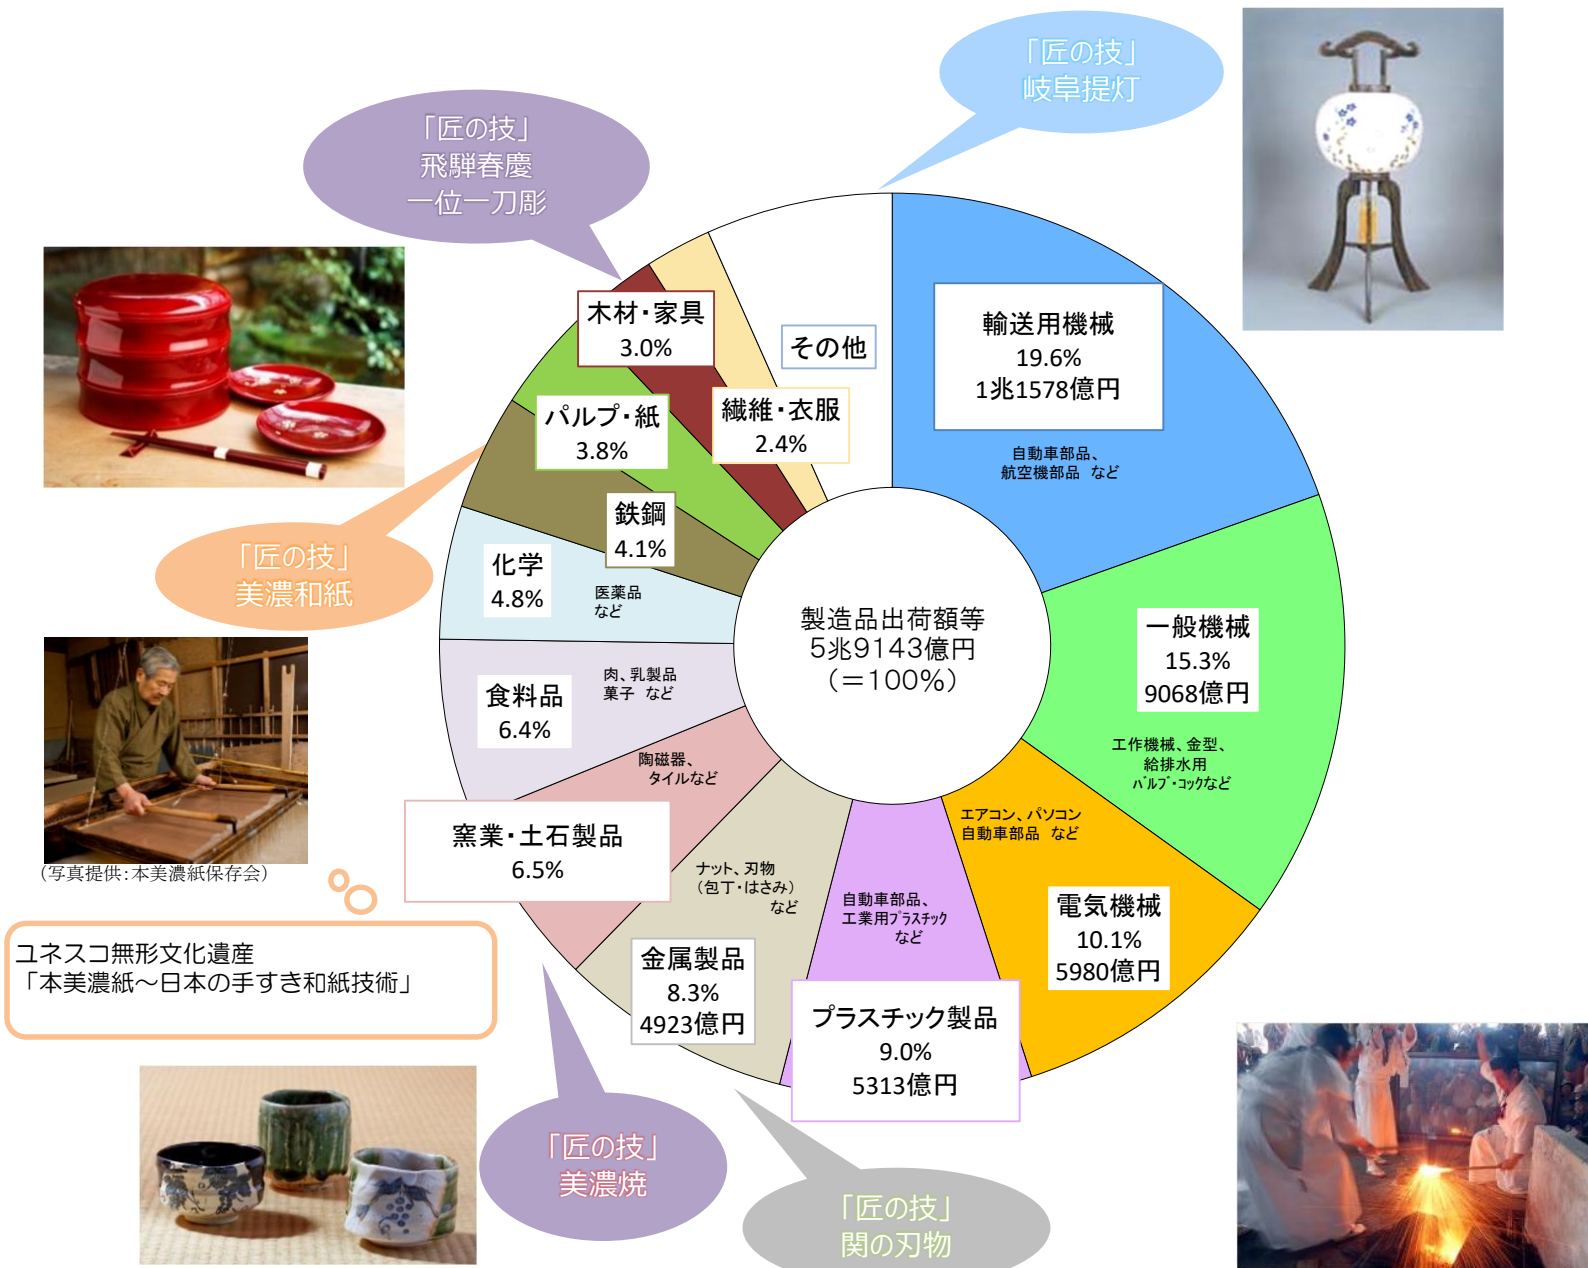 「匠の技」
岐阜提灯
「匠の技」
飛騨春慶
一位一刀彫
木材・家具
3.0%
その他
輸送用機械
19.6%
1兆1578億円
自動車部品、
航空機部品 など
パルプ・紙
3.8%
繊維・衣服
2.4%
鉄鋼
4.1%
「匠の技」
美濃和紙
化学
4.8%
医薬品
など
製造品出荷額等
5兆9143億円
(＝100%)
一般機械
15.3%
9068億円
工作機械、金型、
給排水用
バルブ・コックなど
食料品
6.4%
肉、乳製品
菓子 など
陶磁器、
タイルなど
窯業・土石製品
6.5%
エアコン、パソコン
自動車部品 など
電気機械
10.1%
5980億円
ナット、刃物
(包丁・はさみ)
など
自動車部品、
工業用プラスチック
など
金属製品
8.3%
4923億円
プラスチック製品
9.0%
5313億円
(写真提供:本美濃紙保存会)
ユネスコ無形文化遺産
「本美濃紙～日本の手すき和紙技術」
「匠の技」
美濃焼
「匠の技」
関の刃物